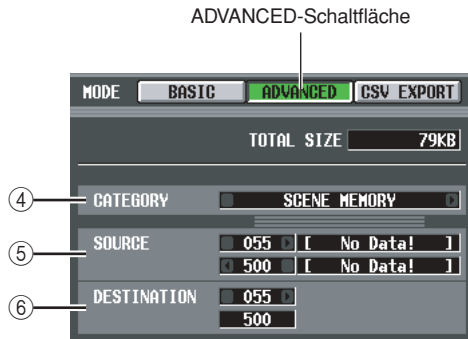 ADVANCED-Schaltfläche
MODE BASIC ADVANCED CSV EXPORT
TOTAL SIZE 79KB
④ CATEGORY SCENE MEMORY
⑤ SOURCE 055 [ No Data! ]
500 [ No Data! ]
⑥ DESTINATION 055
500